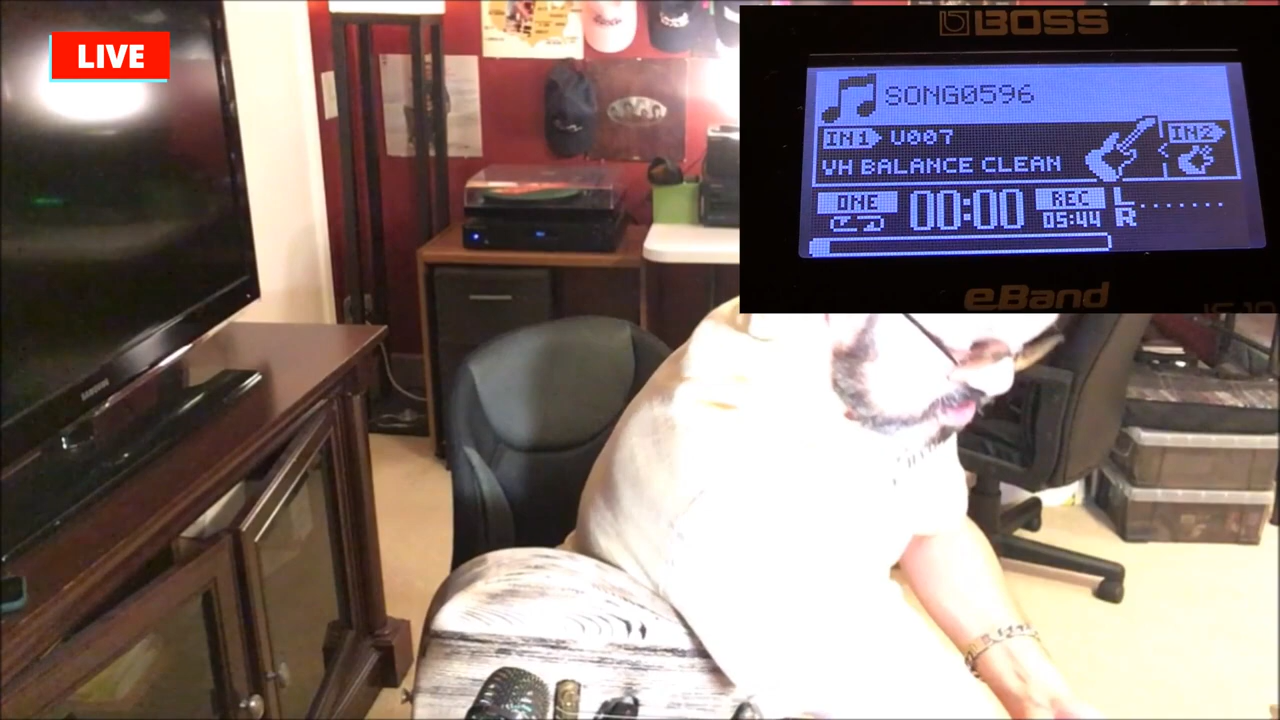 LIVE
BOSS
SONG0596
IN1 U007 IN2
VH BALANCE CLEAN
ONE 00:00 REC L
05:44 R
eBand
SAMSUNG